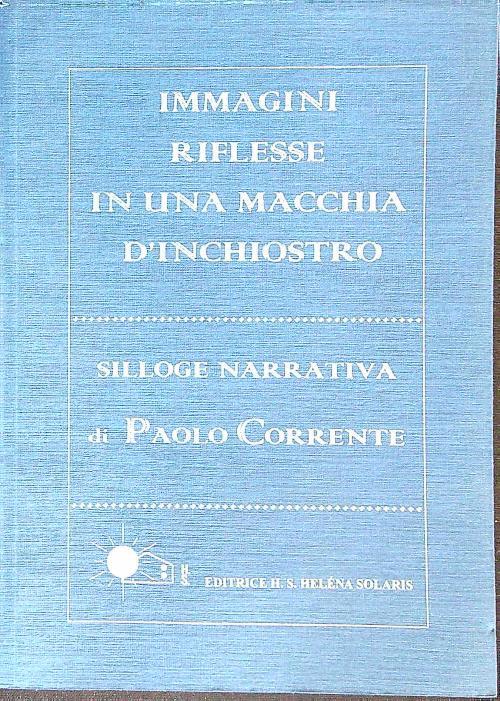 IMMAGINI
RIFLESSE
IN UNA MACCHIA
D'INCHIOSTRO
SILLOGE NARRATIVA
di PAOLO CORRENTE
H.
S.
EDITRICE H. S. HELÉNA SOLARIS